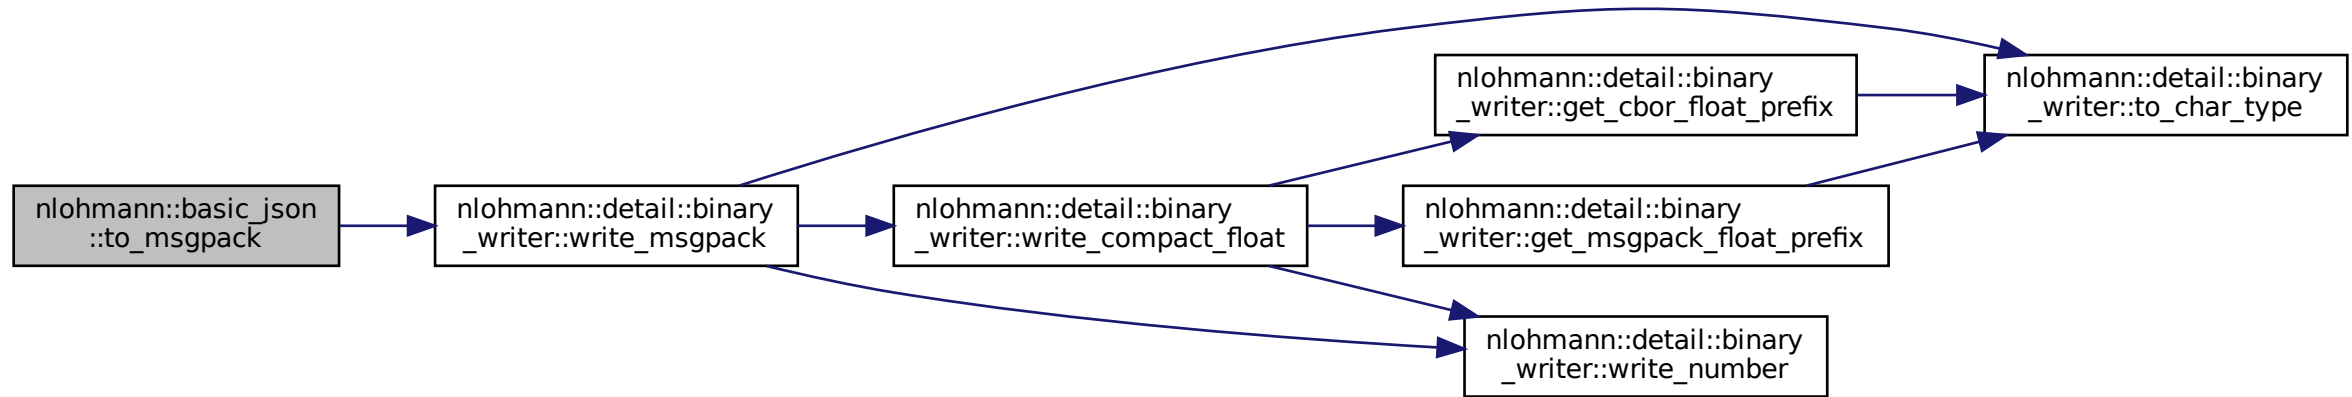 nlohmann::basic_json
::to_msgpack
nlohmann::detail::binary
_writer::write_msgpack
nlohmann::detail::binary
_writer::write_compact_float
nlohmann::detail::binary
_writer::get_cbor_float_prefix
nlohmann::detail::binary
_writer::get_msgpack_float_prefix
nlohmann::detail::binary
_writer::write_number
nlohmann::detail::binary
_writer::to_char_type